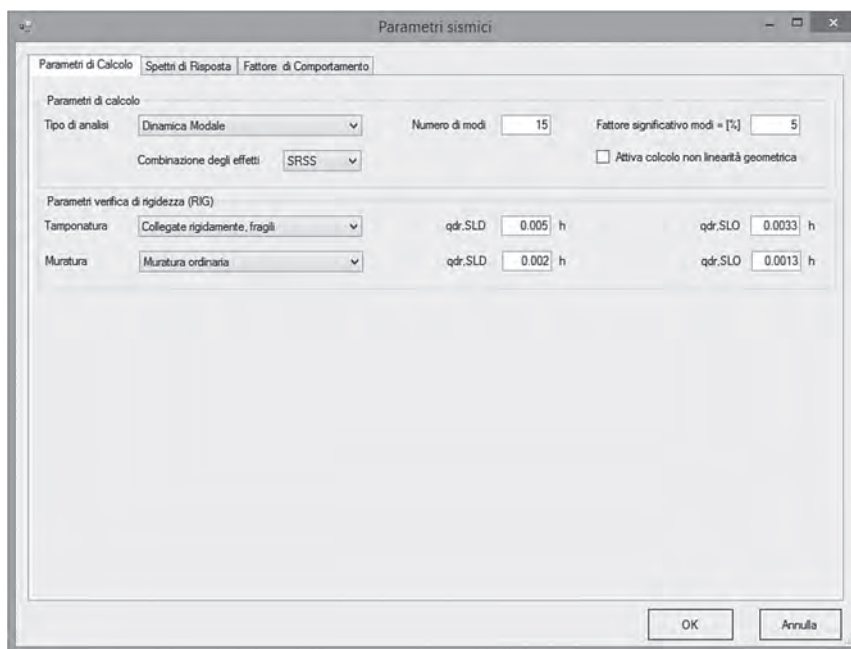 Parametri sismici
Parametri di Calcolo Spettri di Risposta Fattore di Comportamento
Parametri di calcolo
Tipo di analisi Dinamica Modale Numero di modi 15 Fattore significativo modi = [%] 5
Combinazione degli effetti SRSS Attiva colcolo non linearità geometrica
Parametri verifica di rigidezza (RIG)
Tamponatura Collegate rigidamente, fragili qdr,SLD 0.005 h qdr,SLO 0.0033 h
Muratura Muratura ordinaria qdr,SLD 0.002 h qdr,SLO 0.0013 h
OK Annulla